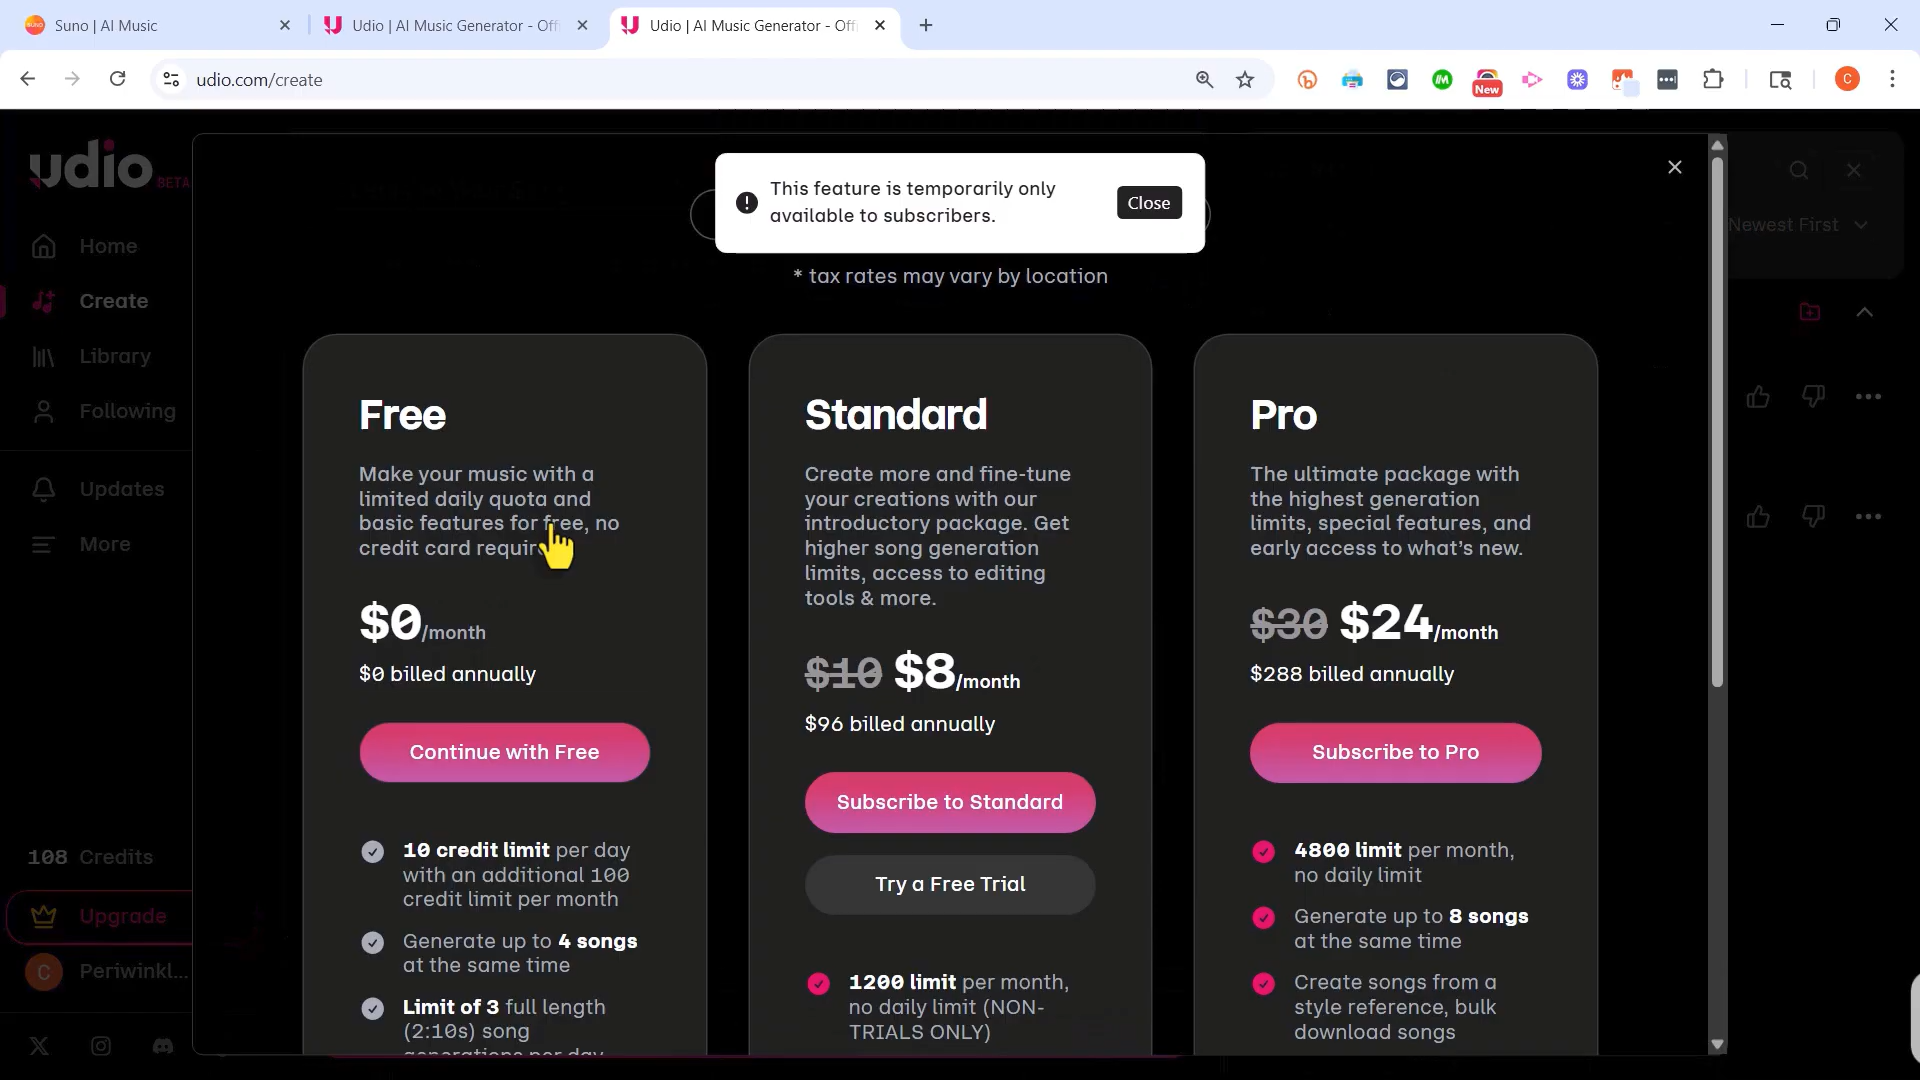 Suno | AI Music
Udio | AI Music Generator - Off
Udio | AI Music Generator - Off
udio.com/create
New
C
udio BETA
This feature is temporarily only
available to subscribers.
Close
* tax rates may vary by location
Newest First
Home
Create
Library
Following
Updates
More
108 Credits
Upgrade
C Periwinkl...
Free
Make your music with a
limited daily quota and
basic features for free, no
credit card requir
$0/month
$0 billed annually
Continue with Free
10 credit limit per day
with an additional 100
credit limit per month
Generate up to 4 songs
at the same time
Limit of 3 full length
(2:10s) song
generations per day
Standard
Create more and fine-tune
your creations with our
introductory package. Get
higher song generation
limits, access to editing
tools & more.
$10 $8/month
$96 billed annually
Subscribe to Standard
Try a Free Trial
1200 limit per month,
no daily limit (NON-
TRIALS ONLY)
Pro
The ultimate package with
the highest generation
limits, special features, and
early access to what's new.
$30 $24/month
$288 billed annually
Subscribe to Pro
4800 limit per month,
no daily limit
Generate up to 8 songs
at the same time
Create songs from a
style reference, bulk
download songs